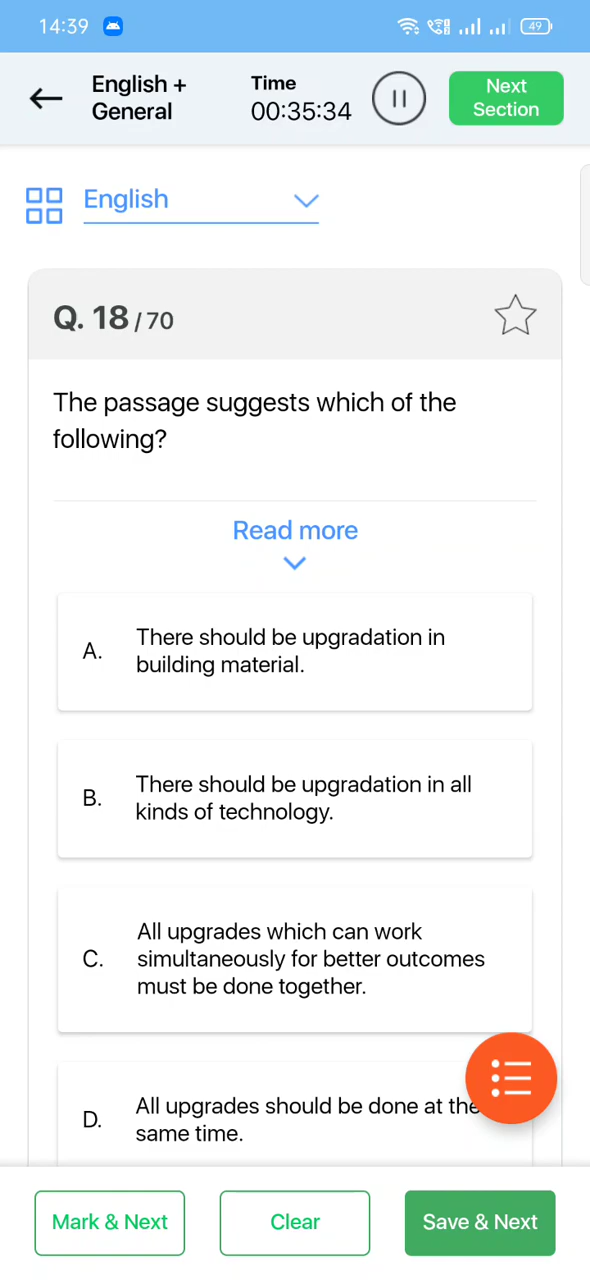 14:39
49
English +
General
Time
00:35:34
Next
Section
English
Q. 18 / 70
The passage suggests which of the
following?
Read more
A. There should be upgradation in
building material.
B. There should be upgradation in all
kinds of technology.
C. All upgrades which can work
simultaneously for better outcomes
must be done together.
D. All upgrades should be done at the
same time.
Mark & Next
Clear
Save & Next